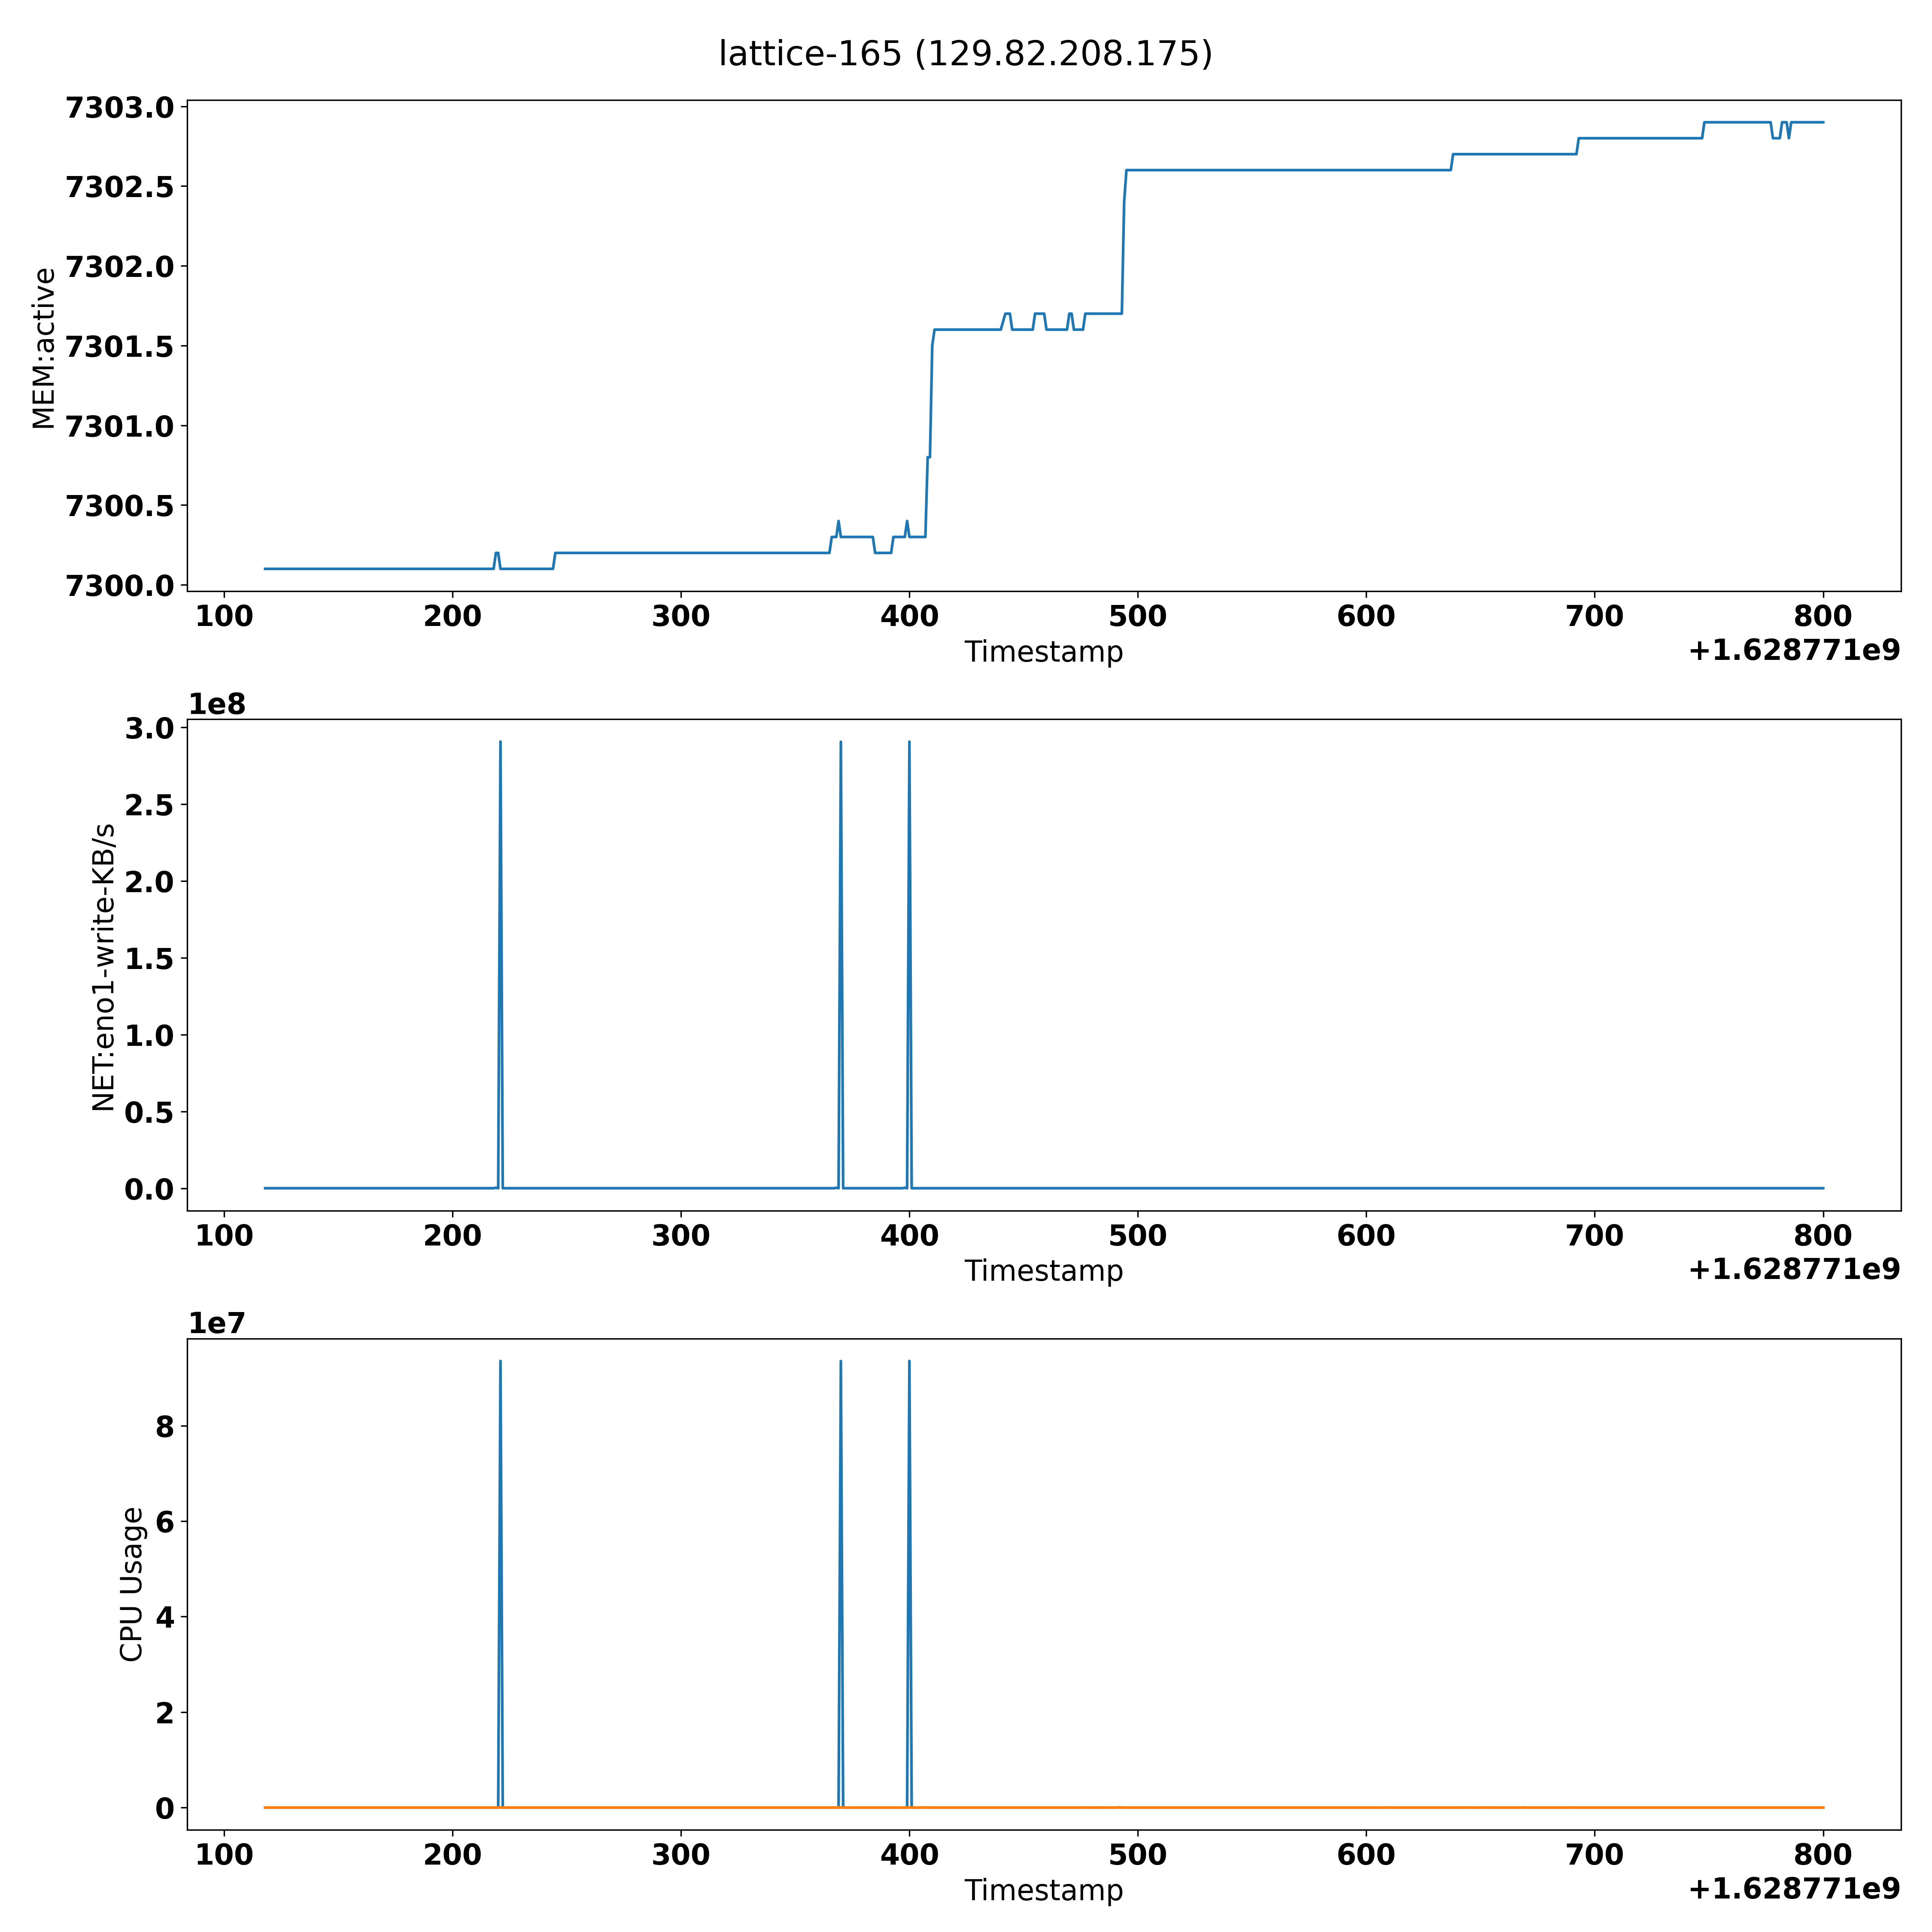 lattice-165 (129.82.208.175)
7303.0
7302.5
7302.0
7301.5
7301.0
7300.5
7300.0
MEM:active
100 200 300 400 500 600 700 800
Timestamp
+1.628771e9
1e8
3.0
2.5
2.0
1.5
1.0
0.5
0.0
NET:eno1-write-KB/s
100 200 300 400 500 600 700 800
Timestamp
+1.628771e9
1e7
8
6
4
2
0
CPU Usage
100 200 300 400 500 600 700 800
Timestamp
+1.628771e9